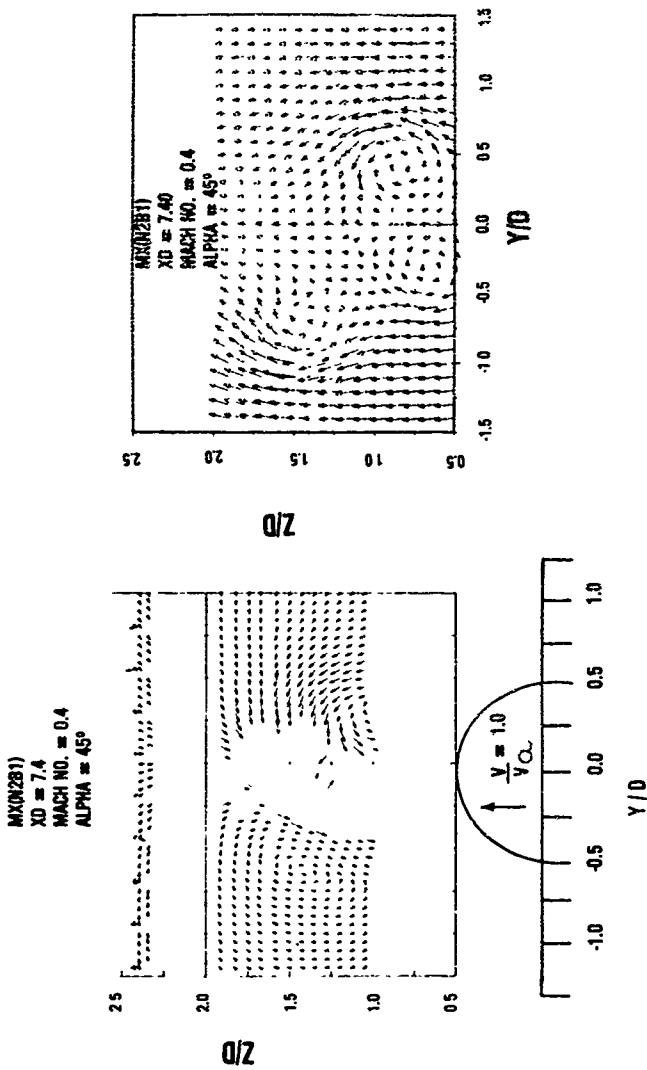 MX(N2B1)
XD = 7.4
MACH NO. = 0.4
ALPHA = 45°
2.5
2.0
1.5
1.0
0.5
Z/D
V/Vα = 1.0
-1.0
-0.5
0.0
0.5
1.0
Y/D
MX(N2B1)
XD = 7.40
MACH NO. = 0.4
ALPHA = 45°
2.5
2.0
1.5
1.0
0.5
Z/D
-1.5
-1.0
-0.5
0.0
0.5
1.0
1.5
Y/D